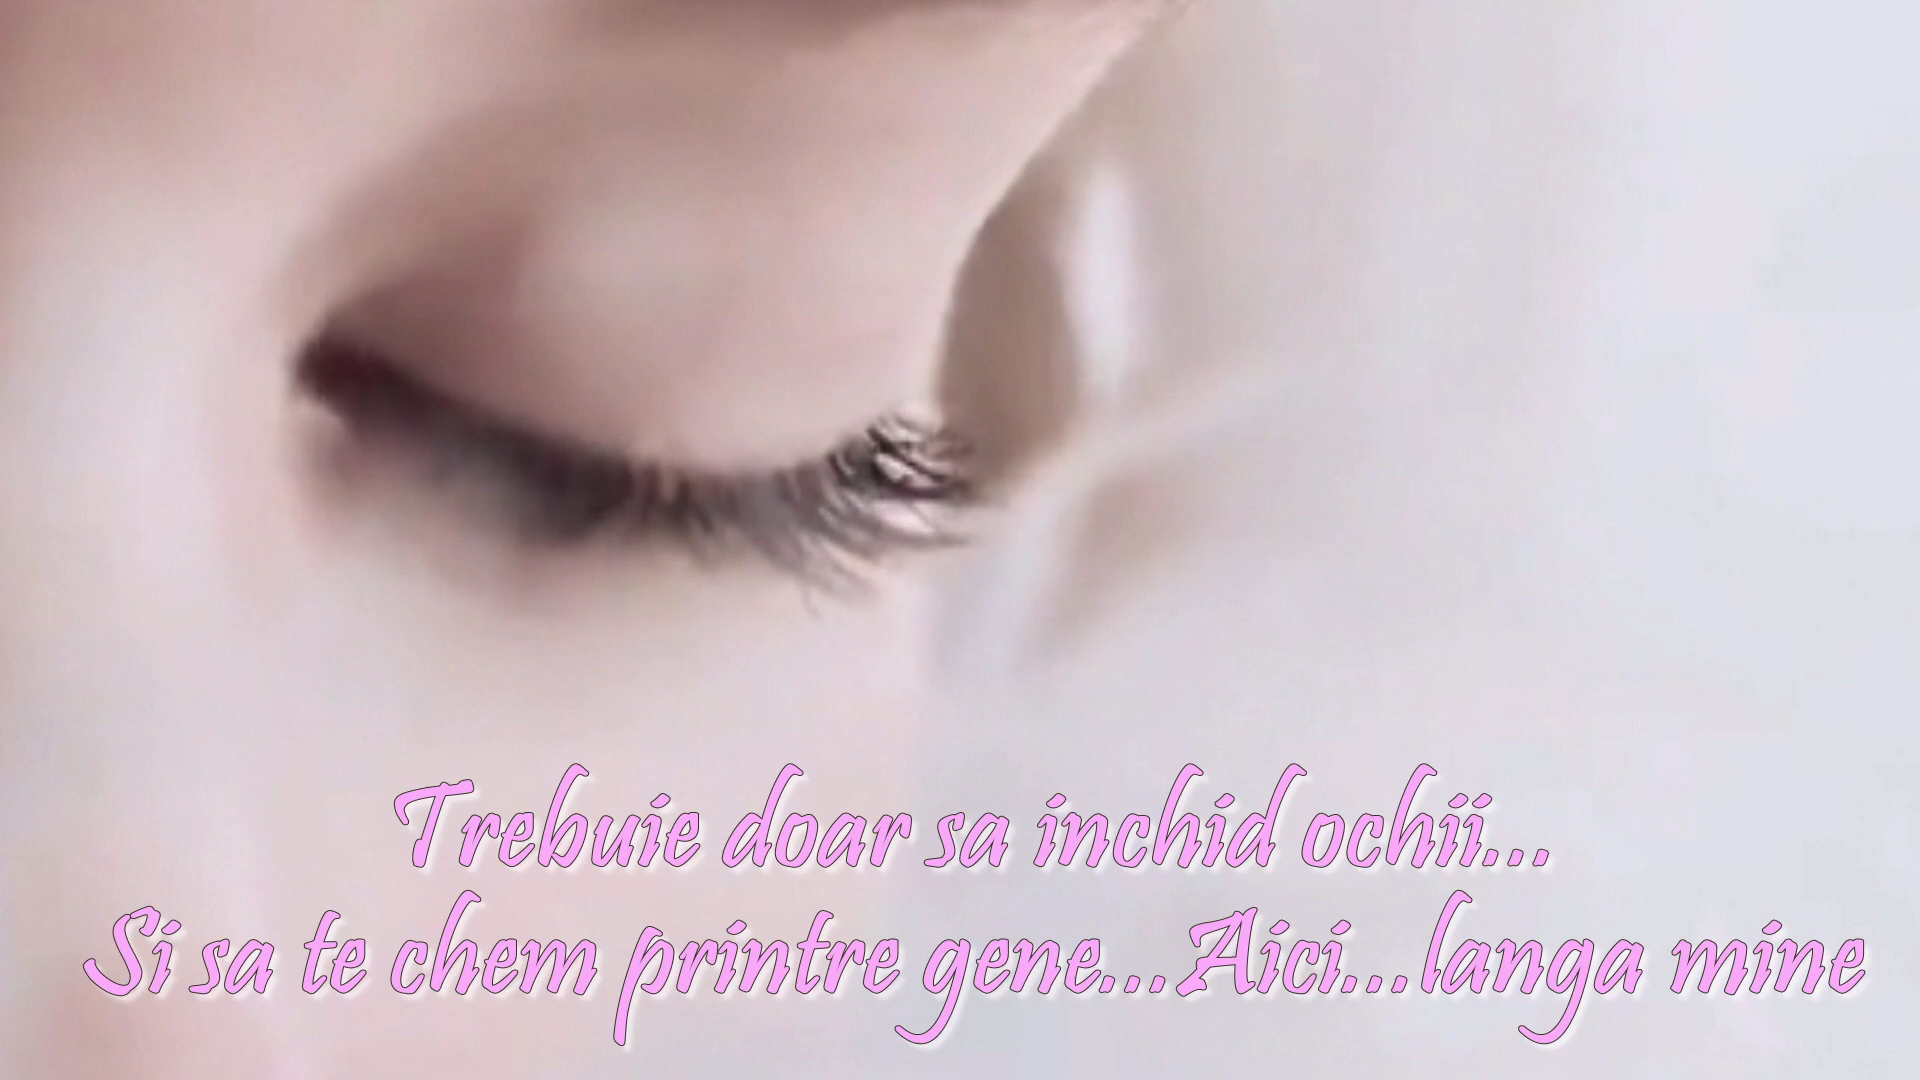 Trebuie doar sa inchid ochii...
Si sa te chem printre gene...Aici...langa mine